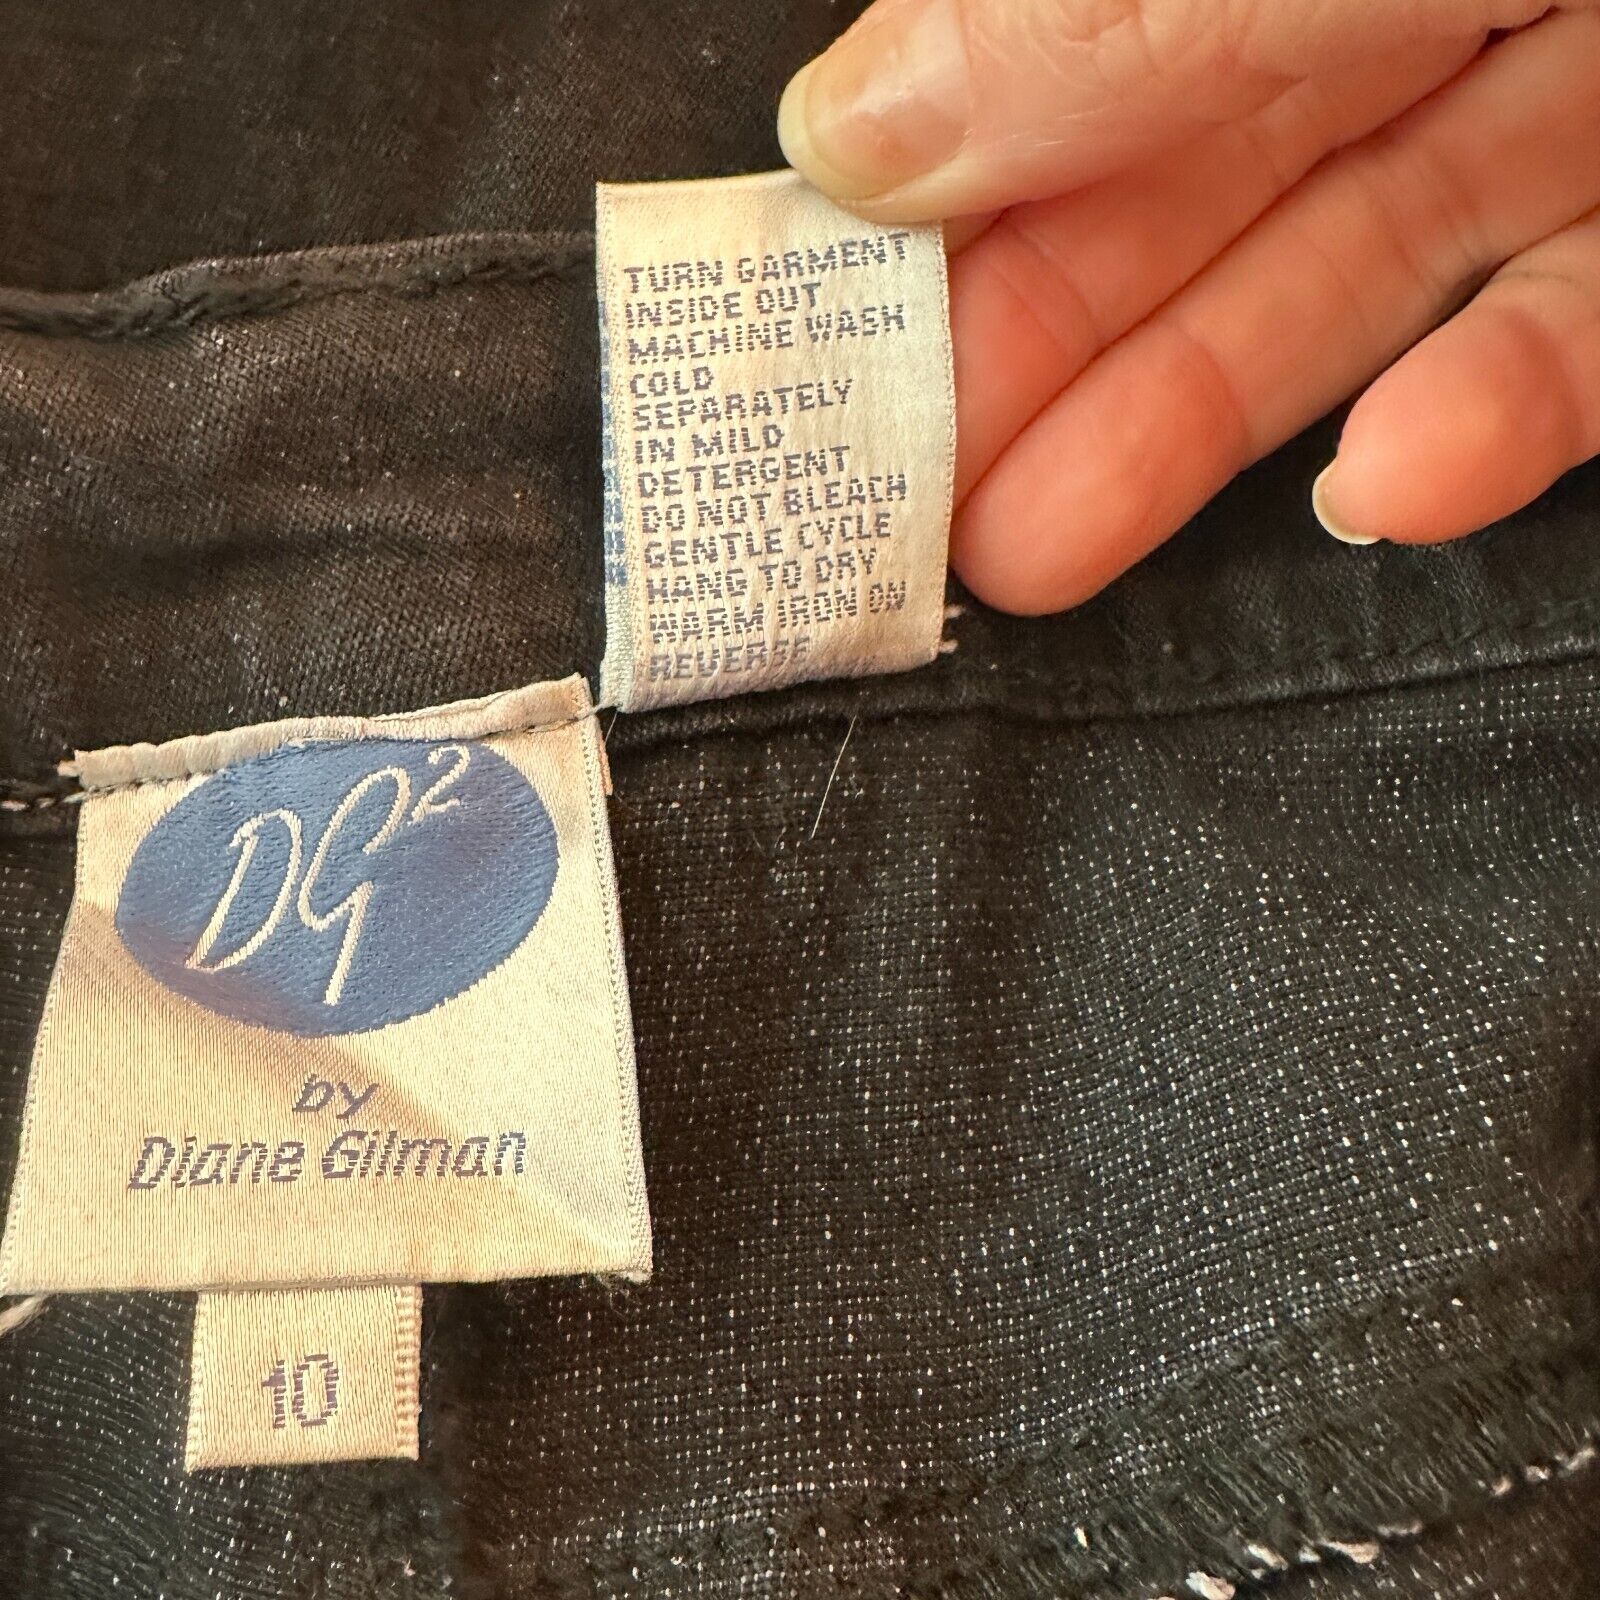 TURN GARMENT
INSIDE OUT
MACHINE WASH
COLD
SEPARATELY
IN MILD
DETERGENT
DO NOT BLEACH
GENTLE CYCLE
HANG TO DRY
WARM IRON ON
REVERSE
DG2
by
Diane Gilman
10